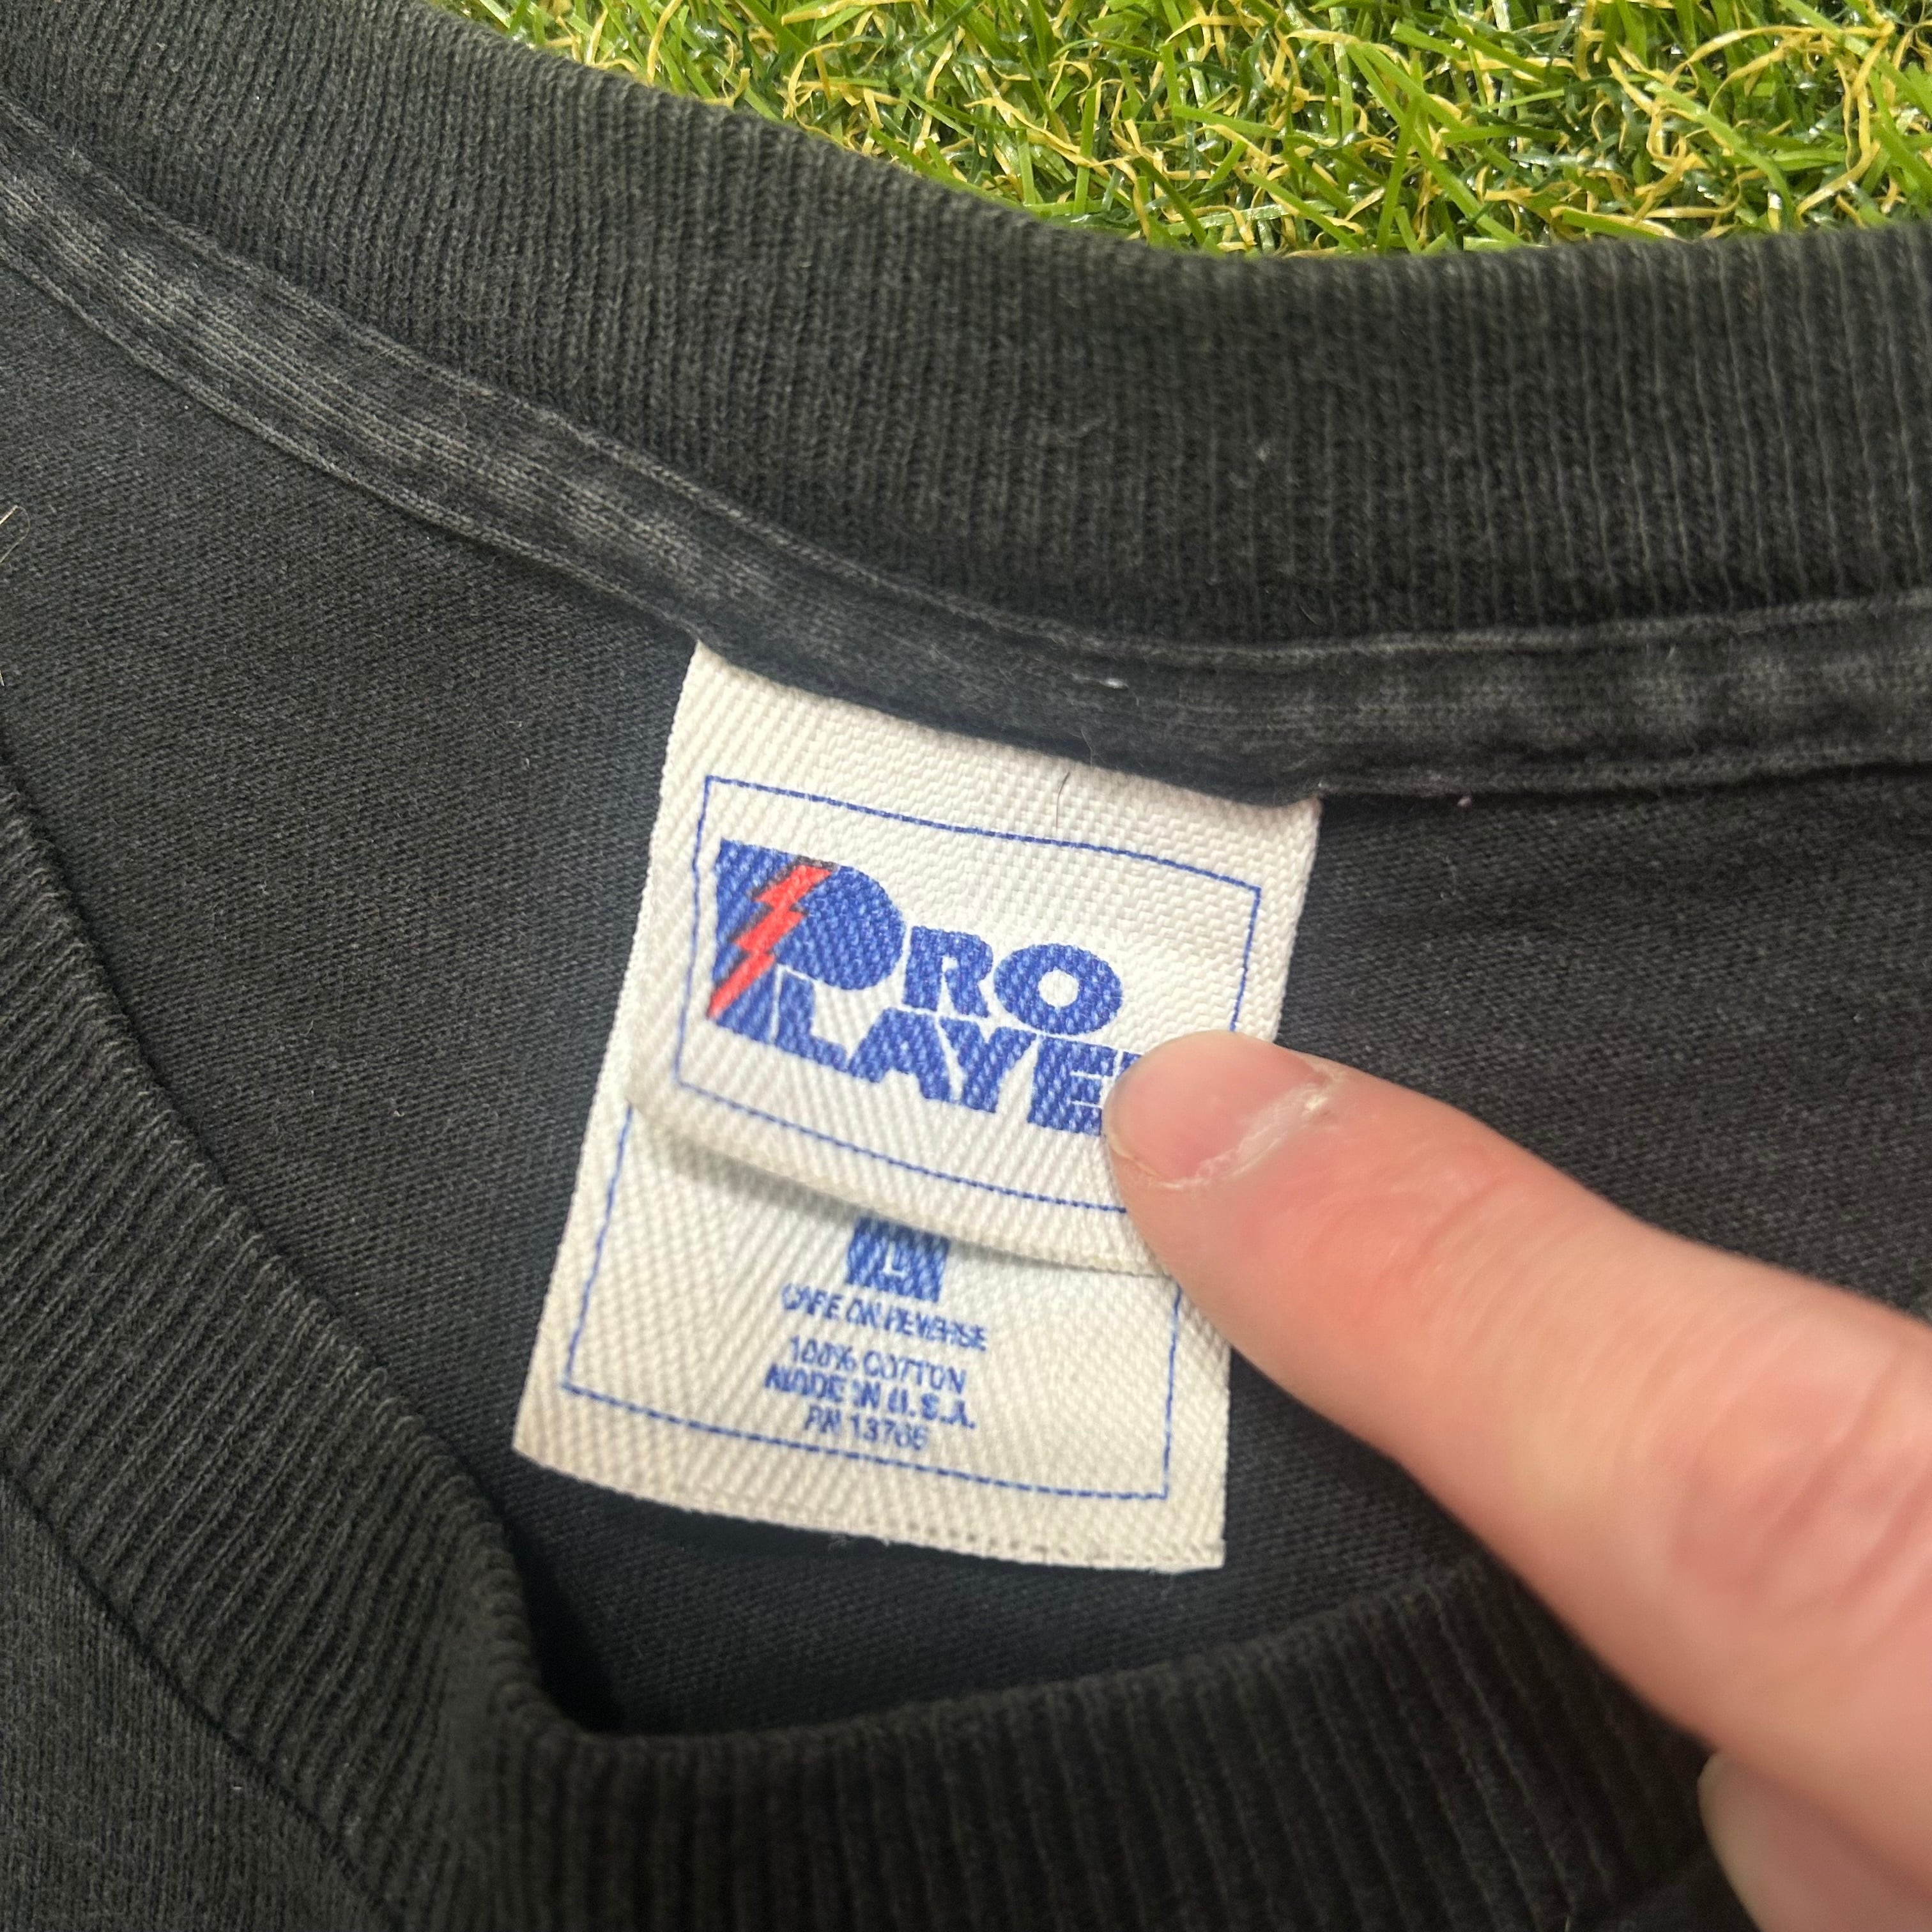 PRO
PLAYE
L
CARE ON REVERSE
100% COTTON
MADE IN U.S.A.
RN 13765